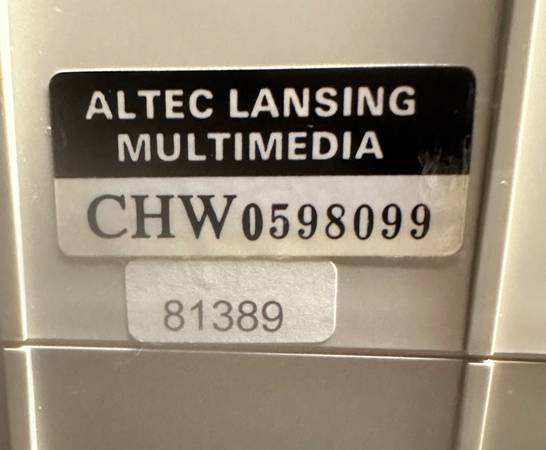 ALTEC LANSING
MULTIMEDIA
CHW0598099
81389